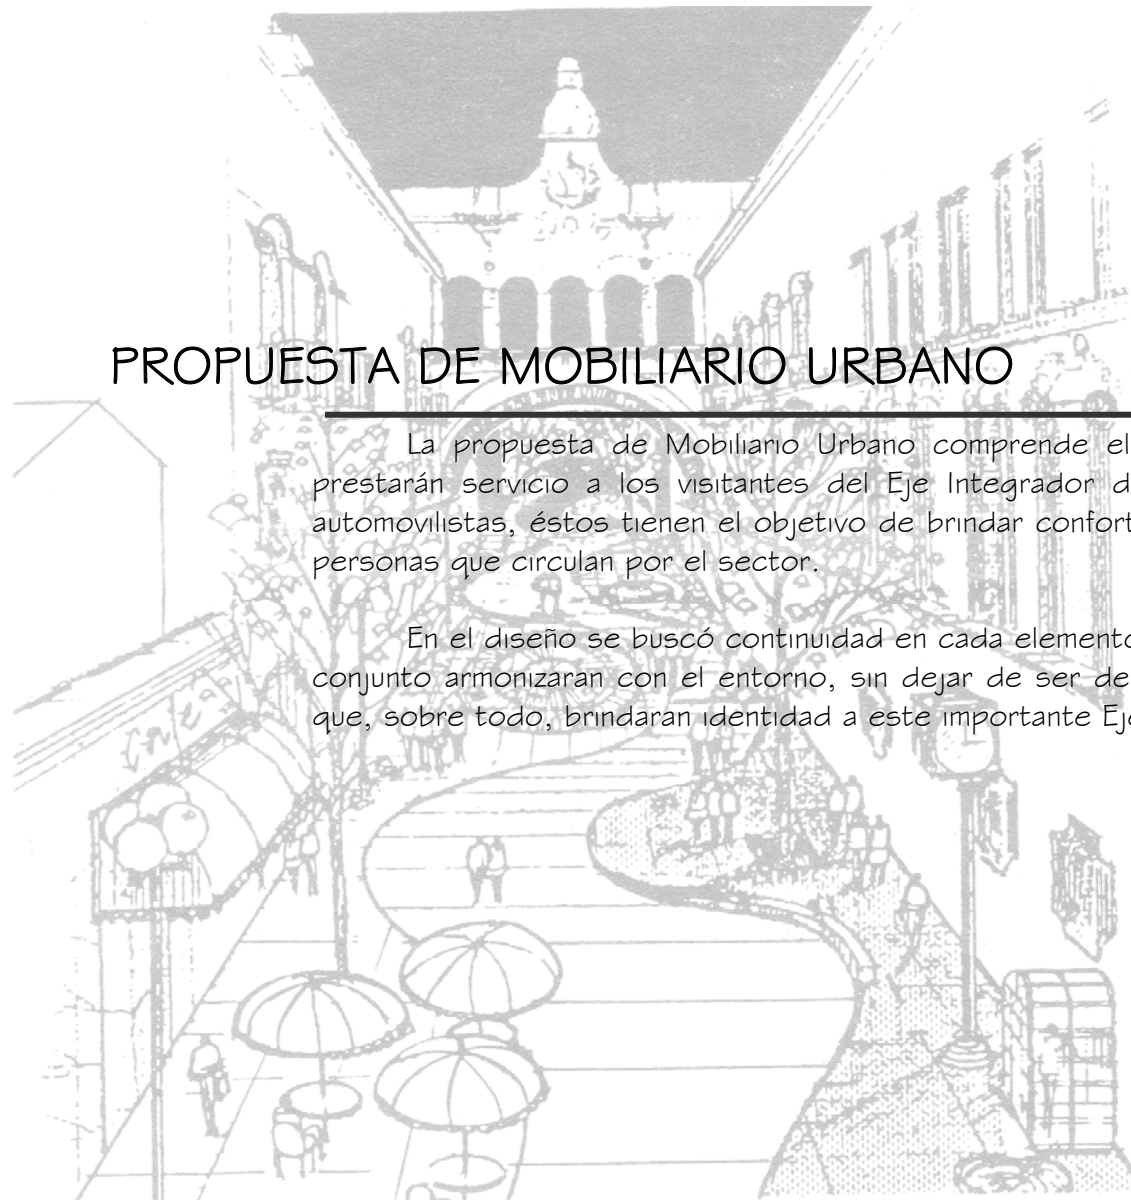 PROPUESTA DE MOBILIARIO URBANO
La propuesta de Mobiliario Urbano comprende el
prestarán servicio a los visitantes del Eje Integrador d
automovilistas, éstos tienen el objetivo de brindar confort
personas que circulan por el sector.
En el diseño se buscó continuidad en cada elemento
conjunto armonizaran con el entorno, sin dejar de ser de
que, sobre todo, brindaran identidad a este importante Eje